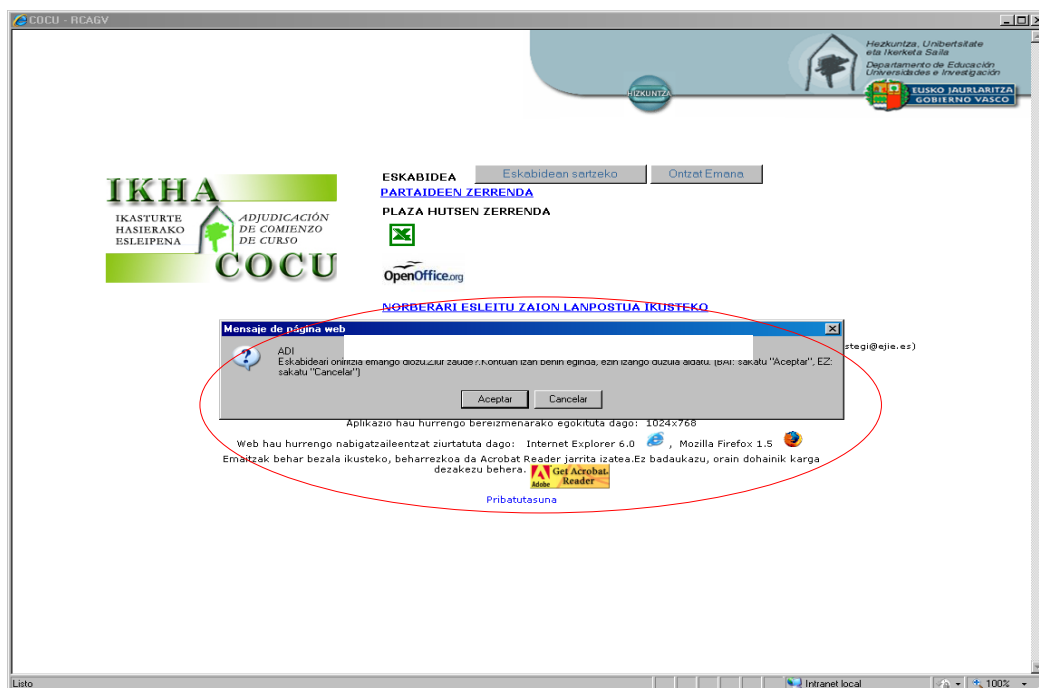 COCU - RCAGV
Hezkuntza, Unibertsitate
eta Ikerketa Saila
Departamento de Educación
Universidades e Investigación
EUSKO JAURLARITZA
GOBIERNO VASCO
HIZKUNTZA
IKHA
IKASTURTE
HASIERAKO
ESLEIPENA
ADJUDICACIÓN
DE COMIENZO
DE CURSO
COCU
ESKABIDEA Eskabidean sartzeko Ontzat Emana
PARTAIDEEN ZERRENDA
PLAZA HUTSEN ZERRENDA
OpenOffice.org
NORBERARI ESLEITU ZAION LANPOSTUA IKUSTEKO
Mensaje de página web
stegi@ejie.es)
ADI
Eskabideari oniritzia emango diozu.Ziur zaude?.Kontuan izan behin eginda, ezin izango duzula aldatu. (BAI: sakatu "Aceptar", EZ:
sakatu "Cancelar")
Aceptar Cancelar
Aplikazio hau hurrengo bereizmenarako egokituta dago: 1024x768
Web hau hurrengo nabigatzaileentzat ziurtatuta dago: Internet Explorer 6.0 , Mozilla Firefox 1.5
Emaitzak behar bezala ikusteko, beharrezkoa da Acrobat Reader jarrita izatea.Ez badaukazu, orain dohainik karga
dezakezu behera. Adobe Get Acrobat Reader
Pribatutasuna
Listo Intranet local 100%